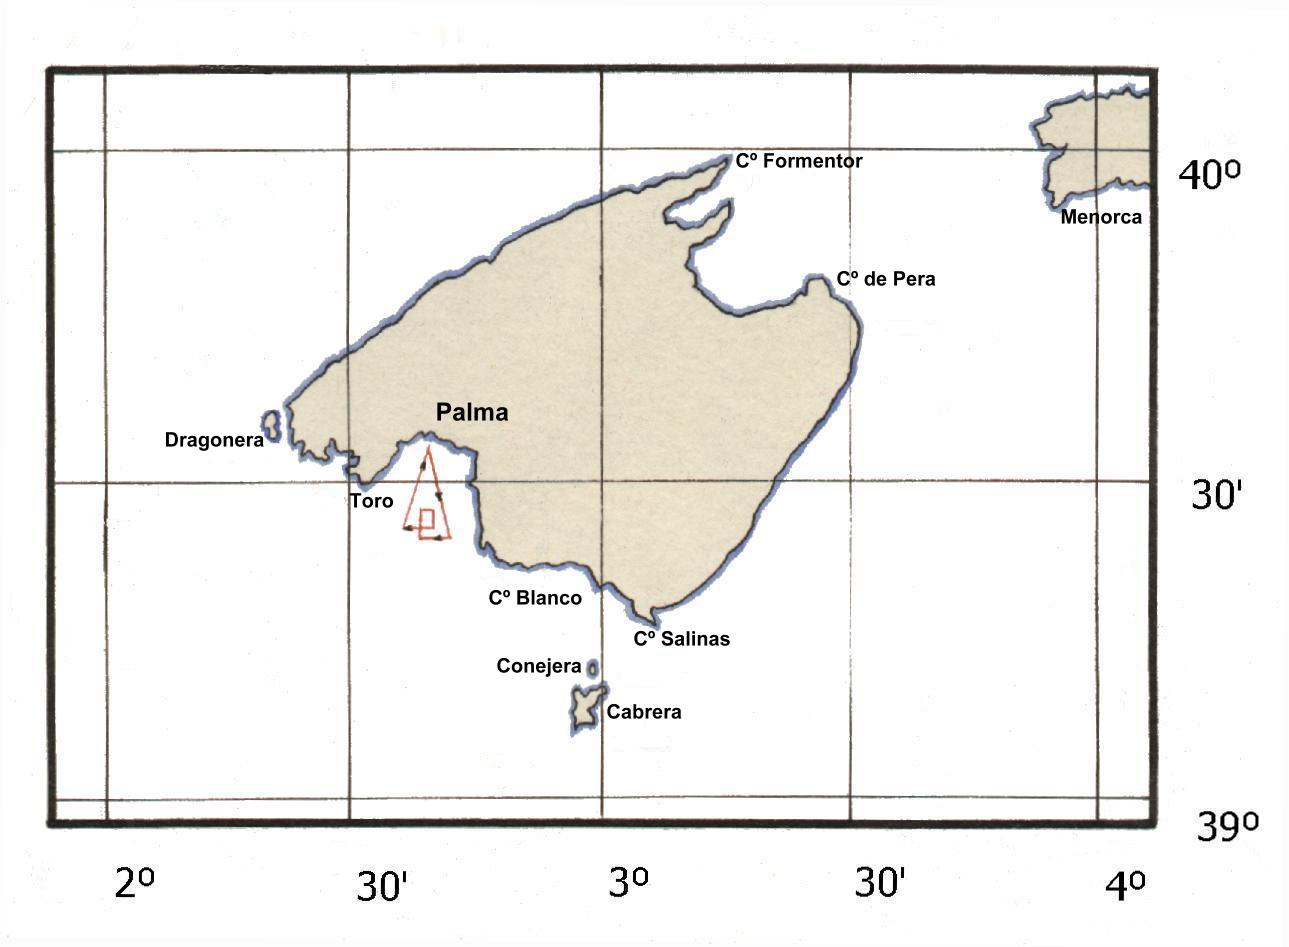 Cº Formentor
40º
Menorca
Cº de Pera
Palma
Dragonera
30'
Toro
Cº Blanco
Cº Salinas
Conejera
Cabrera
39º
2º
30'
3º
30'
4º